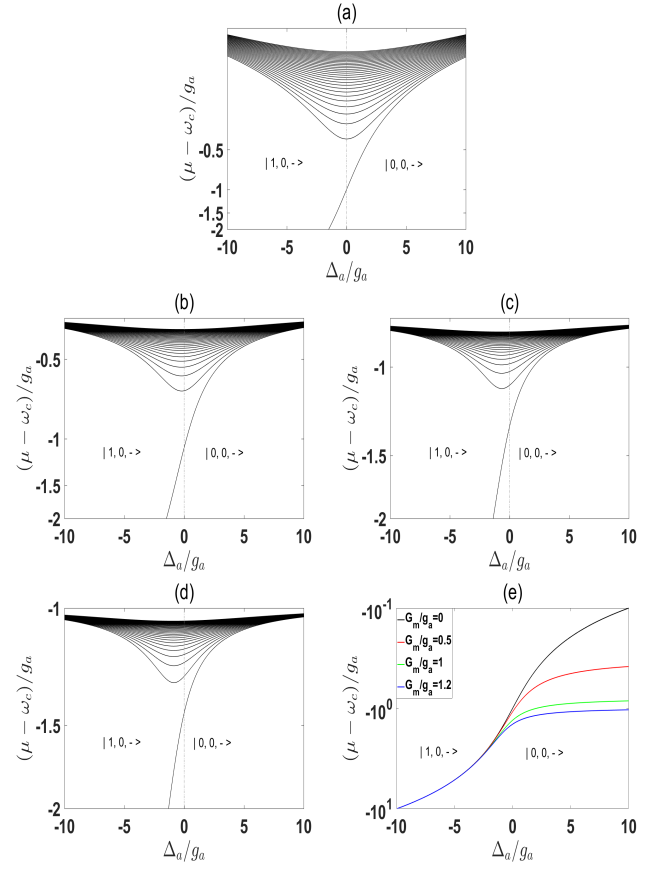 (a)
(μ − ω_c)/g_a
-0.5
-1
-1.5
-2
| 1, 0, - >
| 0, 0, - >
-10
-5
0
5
10
Δ_a/g_a
(b)
(μ − ω_c)/g_a
-0.5
-1
-1.5
-2
| 1, 0, - >
| 0, 0, - >
-10
-5
0
5
10
Δ_a/g_a
(c)
(μ − ω_c)/g_a
-1
-1.5
-2
| 1, 0, - >
| 0, 0, - >
-10
-5
0
5
10
Δ_a/g_a
(d)
(μ − ω_c)/g_a
-1
-1.5
-2
| 1, 0, - >
| 0, 0, - >
-10
-5
0
5
10
Δ_a/g_a
(e)
(μ − ω_c)/g_a
-10^-1
-10^0
-10^1
G_m/g_a=0
G_m/g_a=0.5
G_m/g_a=1
G_m/g_a=1.2
| 1, 0, - >
| 0, 0, - >
-10
-5
0
5
10
Δ_a/g_a